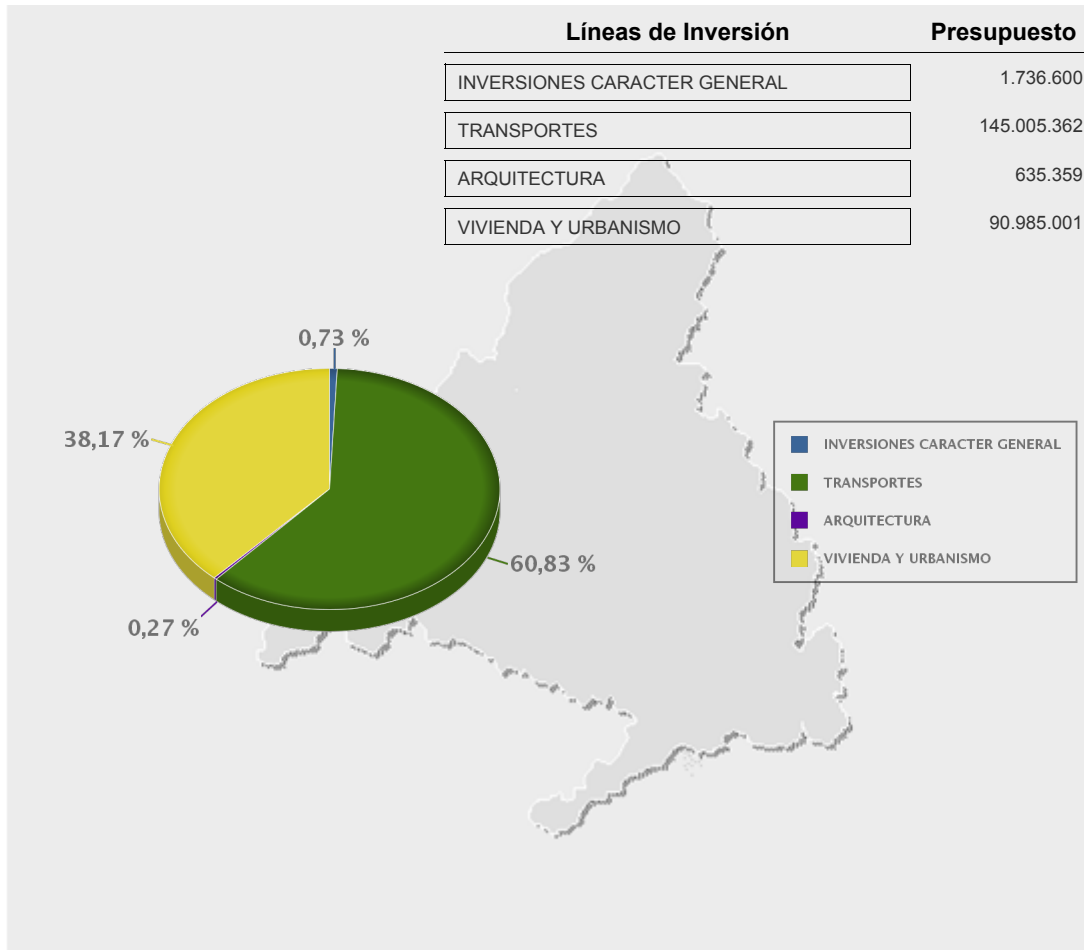 Líneas de Inversión Presupuesto
INVERSIONES CARACTER GENERAL 1.736.600
TRANSPORTES 145.005.362
ARQUITECTURA 635.359
VIVIENDA Y URBANISMO 90.985.001
0,73 %
38,17 %
60,83 %
0,27 %
INVERSIONES CARACTER GENERAL
TRANSPORTES
ARQUITECTURA
VIVIENDA Y URBANISMO